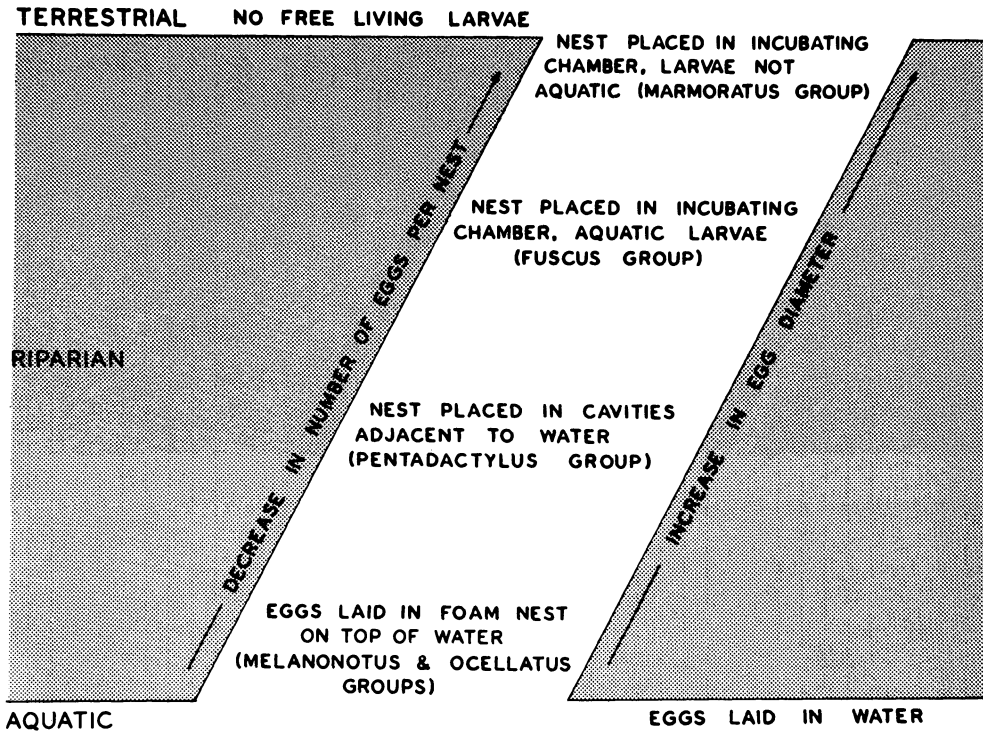 TERRESTRIAL NO FREE LIVING LARVAE
NEST PLACED IN INCUBATING
CHAMBER, LARVAE NOT
AQUATIC (MARMORATUS GROUP)
NEST PLACED IN INCUBATING
CHAMBER, AQUATIC LARVAE
(FUSCUS GROUP)
DECREASE IN NUMBER OF EGGS PER NEST
INCREASE IN EGG DIAMETER
RIPARIAN
NEST PLACED IN CAVITIES
ADJACENT TO WATER
(PENTADACTYLUS GROUP)
EGGS LAID IN FOAM NEST
ON TOP OF WATER
(MELANONOTUS & OCELLATUS
GROUPS)
AQUATIC
EGGS LAID IN WATER